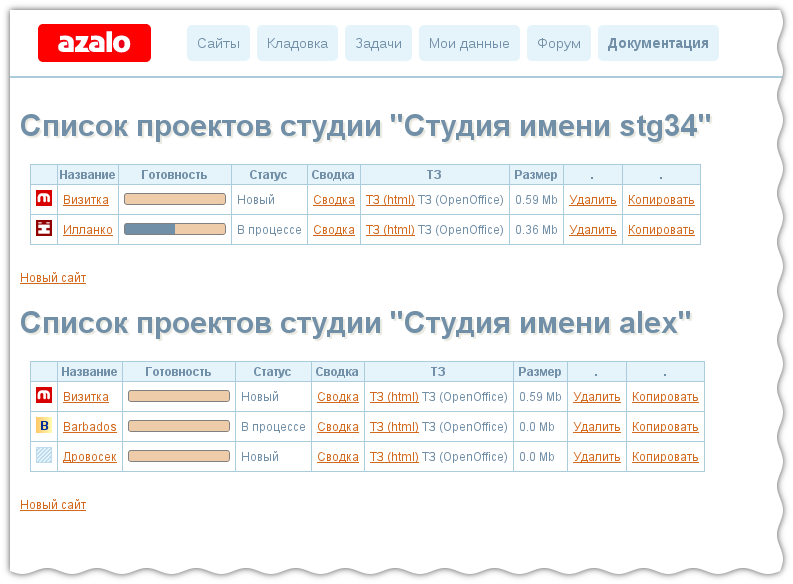 azalo Сайты Кладовка Задачи Мои данные Форум Документация
Список проектов студии "Студия имени stg34"
Название Готовность Статус Сводка ТЗ Размер . .
Визитка Новый Сводка ТЗ (html) ТЗ (OpenOffice) 0.59 Mb Удалить Копировать
Илланко В процессе Сводка ТЗ (html) ТЗ (OpenOffice) 0.36 Mb Удалить Копировать
Новый сайт
Список проектов студии "Студия имени alex"
Название Готовность Статус Сводка ТЗ Размер . .
Визитка Новый Сводка ТЗ (html) ТЗ (OpenOffice) 0.59 Mb Удалить Копировать
B Barbados В процессе Сводка ТЗ (html) ТЗ (OpenOffice) 0.0 Mb Удалить Копировать
Дровосек Новый Сводка ТЗ (html) ТЗ (OpenOffice) 0.0 Mb Удалить Копировать
Новый сайт